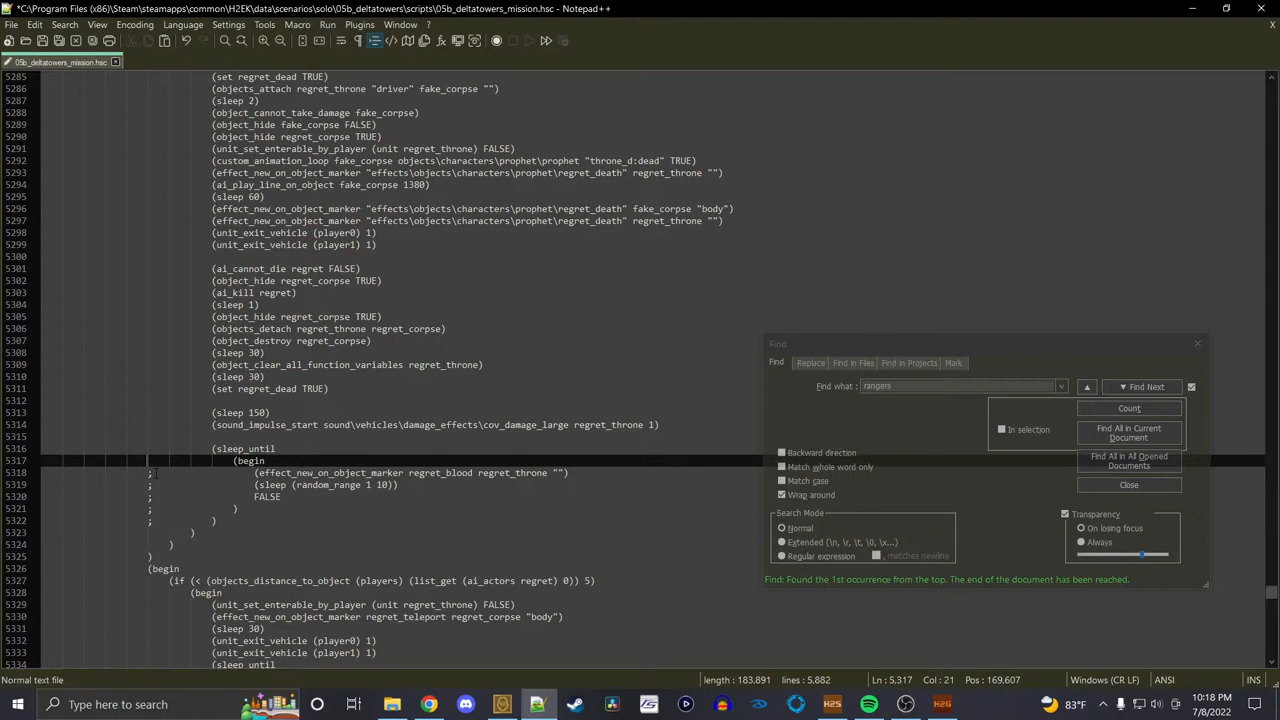 *C:\Program Files (x86)\Steam\steamapps\common\H2EK\data\scenarios\solo\05b_deltatowers\scripts\05b_deltatowers_mission.hsc - Notepad++
File Edit Search View Encoding Language Settings Tools Macro Run Plugins Window ?
X
05b_deltatowers_mission.hsc
5285 (set regret_dead TRUE)
5286 (objects_attach regret_throne "driver" fake_corpse "")
5287 (sleep 2)
5288 (object_cannot_take_damage fake_corpse)
5289 (object_hide fake_corpse FALSE)
5290 (object_hide regret_corpse TRUE)
5291 (unit_set_enterable_by_player (unit regret_throne) FALSE)
5292 (custom_animation_loop fake_corpse objects\characters\prophet\prophet "throne_d:dead" TRUE)
5293 (effect_new_on_object_marker "effects\objects\characters\prophet\regret_death" regret_throne "")
5294 (ai_play_line_on_object fake_corpse 1380)
5295 (sleep 60)
5296 (effect_new_on_object_marker "effects\objects\characters\prophet\regret_death" fake_corpse "body")
5297 (effect_new_on_object_marker "effects\objects\characters\prophet\regret_death" regret_throne "")
5298 (unit_exit_vehicle (player0) 1)
5299 (unit_exit_vehicle (player1) 1)
5300
5301 (ai_cannot_die regret FALSE)
5302 (object_hide regret_corpse TRUE)
5303 (ai_kill regret)
5304 (sleep 1)
5305 (object_hide regret_corpse TRUE)
5306 (objects_detach regret_throne regret_corpse)
5307 (object_destroy regret_corpse)
5308 (sleep 30)
5309 (object_clear_all_function_variables regret_throne)
5310 (sleep 30)
5311 (set regret_dead TRUE)
5312
5313 (sleep 150)
5314 (sound_impulse_start sound\vehicles\damage_effects\cov_damage_large regret_throne 1)
5315
5316 (sleep_until
5317 (begin
5318 ; (effect_new_on_object_marker regret_blood regret_throne "")
5319 ; (sleep (random_range 1 10))
5320 ; FALSE
5321 ; )
5322 ; )
5323 )
5324 )
5325 )
5326 (begin
5327 (if (< (objects_distance_to_object (players) (list_get (ai_actors regret) 0)) 5)
5328 (begin
5329 (unit_set_enterable_by_player (unit regret_throne) FALSE)
5330 (effect_new_on_object_marker regret_teleport regret_corpse "body")
5331 (sleep 30)
5332 (unit_exit_vehicle (player0) 1)
5333 (unit_exit_vehicle (player1) 1)
5334 (sleep_until
Find
Find Replace Find in Files Find in Projects Mark
Find what : rangers
▲ ▼ Find Next
Count
In selection
Find All in Current Document
Find All in All Opened Documents
Close
Backward direction
Match whole word only
Match case
Wrap around
Search Mode
Normal
Extended (\n, \r, \t, \0, \x...)
Regular expression . matches newline
Transparency
On losing focus
Always
Find: Found the 1st occurrence from the top. The end of the document has been reached.
Normal text file length : 183,891 lines : 5,882 Ln : 5,317 Col : 21 Pos : 169,607 Windows (CR LF) ANSI INS
Type here to search
H2S
H2G
83°F
10:18 PM
7/8/2022